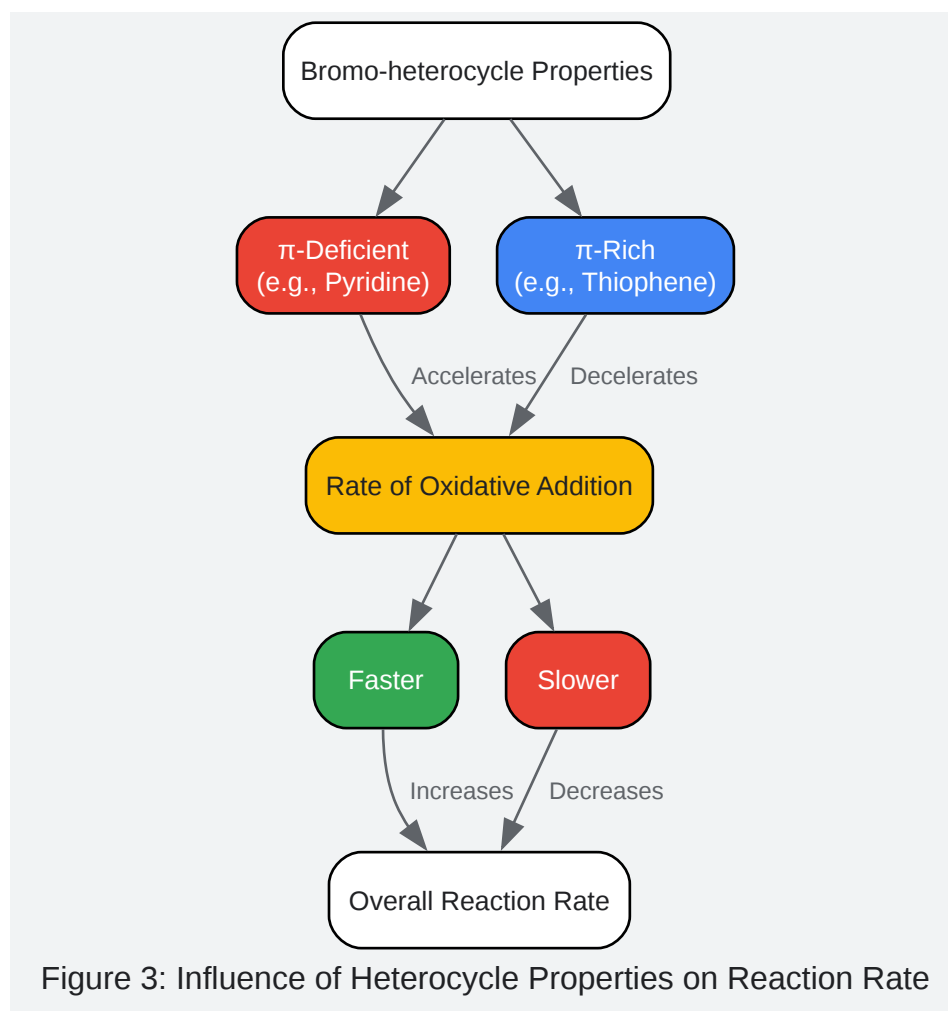 Bromo-heterocycle Properties
π-Deficient
(e.g., Pyridine)
π-Rich
(e.g., Thiophene)
Accelerates
Decelerates
Rate of Oxidative Addition
Faster
Slower
Increases
Decreases
Overall Reaction Rate
Figure 3: Influence of Heterocycle Properties on Reaction Rate